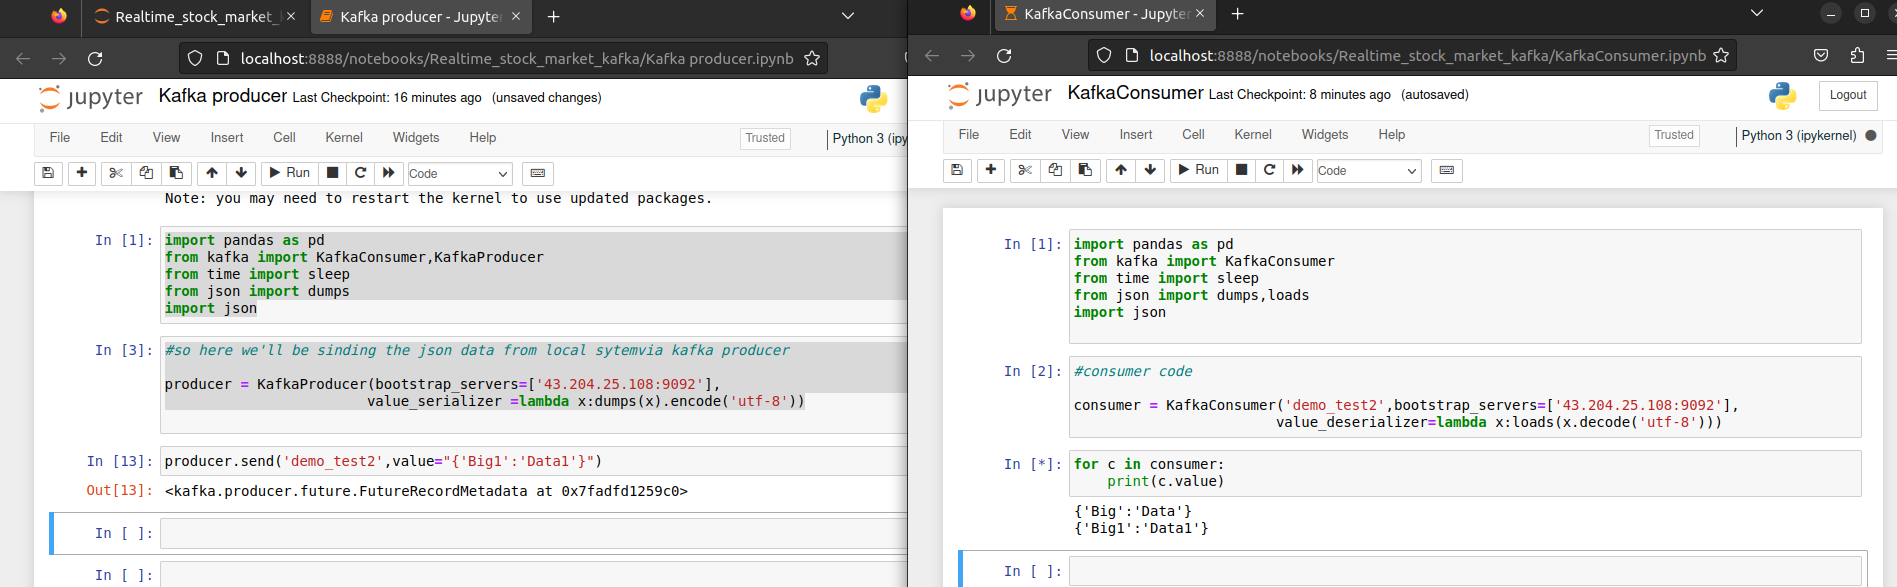 Realtime_stock_market_
Kafka producer - Jupyter
localhost:8888/notebooks/Realtime_stock_market_kafka/Kafka producer.ipynb
jupyter Kafka producer Last Checkpoint: 16 minutes ago (unsaved changes)
File Edit View Insert Cell Kernel Widgets Help Trusted Python 3 (ipy
Run Code
Note: you may need to restart the kernel to use updated packages.
In [1]: import pandas as pd
from kafka import KafkaConsumer,KafkaProducer
from time import sleep
from json import dumps
import json
In [3]: #so here we'll be sinding the json data from local sytemvia kafka producer
producer = KafkaProducer(bootstrap_servers=['43.204.25.108:9092'],
value_serializer =lambda x:dumps(x).encode('utf-8'))
In [13]: producer.send('demo_test2',value="{'Big1':'Data1'}")
Out[13]: <kafka.producer.future.FutureRecordMetadata at 0x7fadfd1259c0>
In [ ]:
In [ ]:
KafkaConsumer - Jupyter
localhost:8888/notebooks/Realtime_stock_market_kafka/KafkaConsumer.ipynb
jupyter KafkaConsumer Last Checkpoint: 8 minutes ago (autosaved)
Logout
File Edit View Insert Cell Kernel Widgets Help Trusted Python 3 (ipykernel)
Run Code
In [1]: import pandas as pd
from kafka import KafkaConsumer
from time import sleep
from json import dumps,loads
import json
In [2]: #consumer code
consumer = KafkaConsumer('demo_test2',bootstrap_servers=['43.204.25.108:9092'],
value_deserializer=lambda x:loads(x.decode('utf-8')))
In [*]: for c in consumer:
print(c.value)
{'Big':'Data'}
{'Big1':'Data1'}
In [ ]: